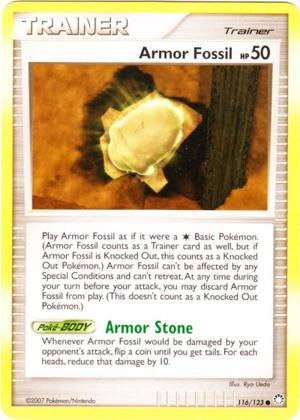 TRAINER Trainer
Armor Fossil HP 50
Play Armor Fossil as if it were a Basic Pokémon.
(Armor Fossil counts as a Trainer card as well, but if
Armor Fossil is Knocked Out, this counts as a Knocked
Out Pokémon.) Armor Fossil can't be affected by any
Special Conditions and can't retreat. At any time during
your turn before your attack, you may discard Armor
Fossil from play. (This doesn't count as a Knocked Out
Pokémon.)
Poké-BODY Armor Stone
Whenever Armor Fossil would be damaged by your
opponent's attack, flip a coin until you get tails. For each
heads, reduce that damage by 10.
Illus. Ryo Ueda
©2007 Pokémon/Nintendo 116/123